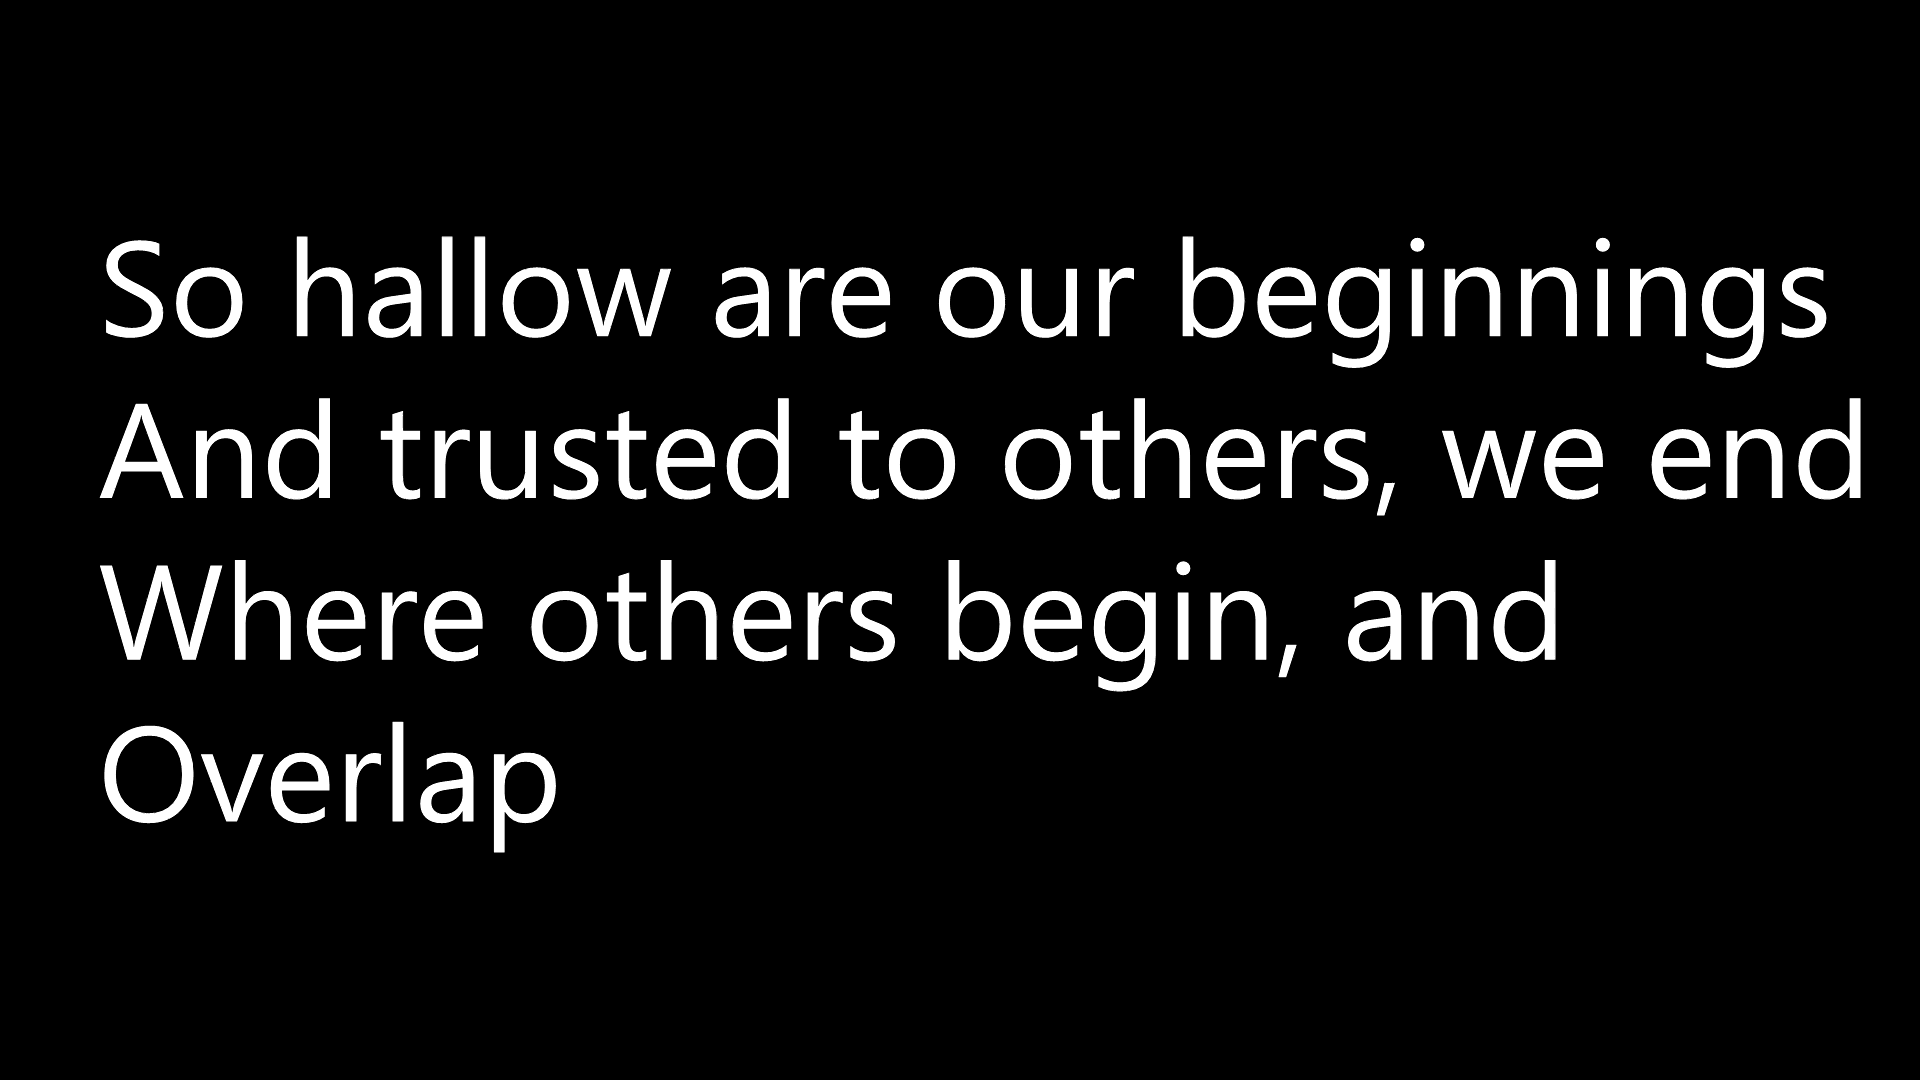 So hallow are our beginnings
And trusted to others, we end
Where others begin, and
Overlap